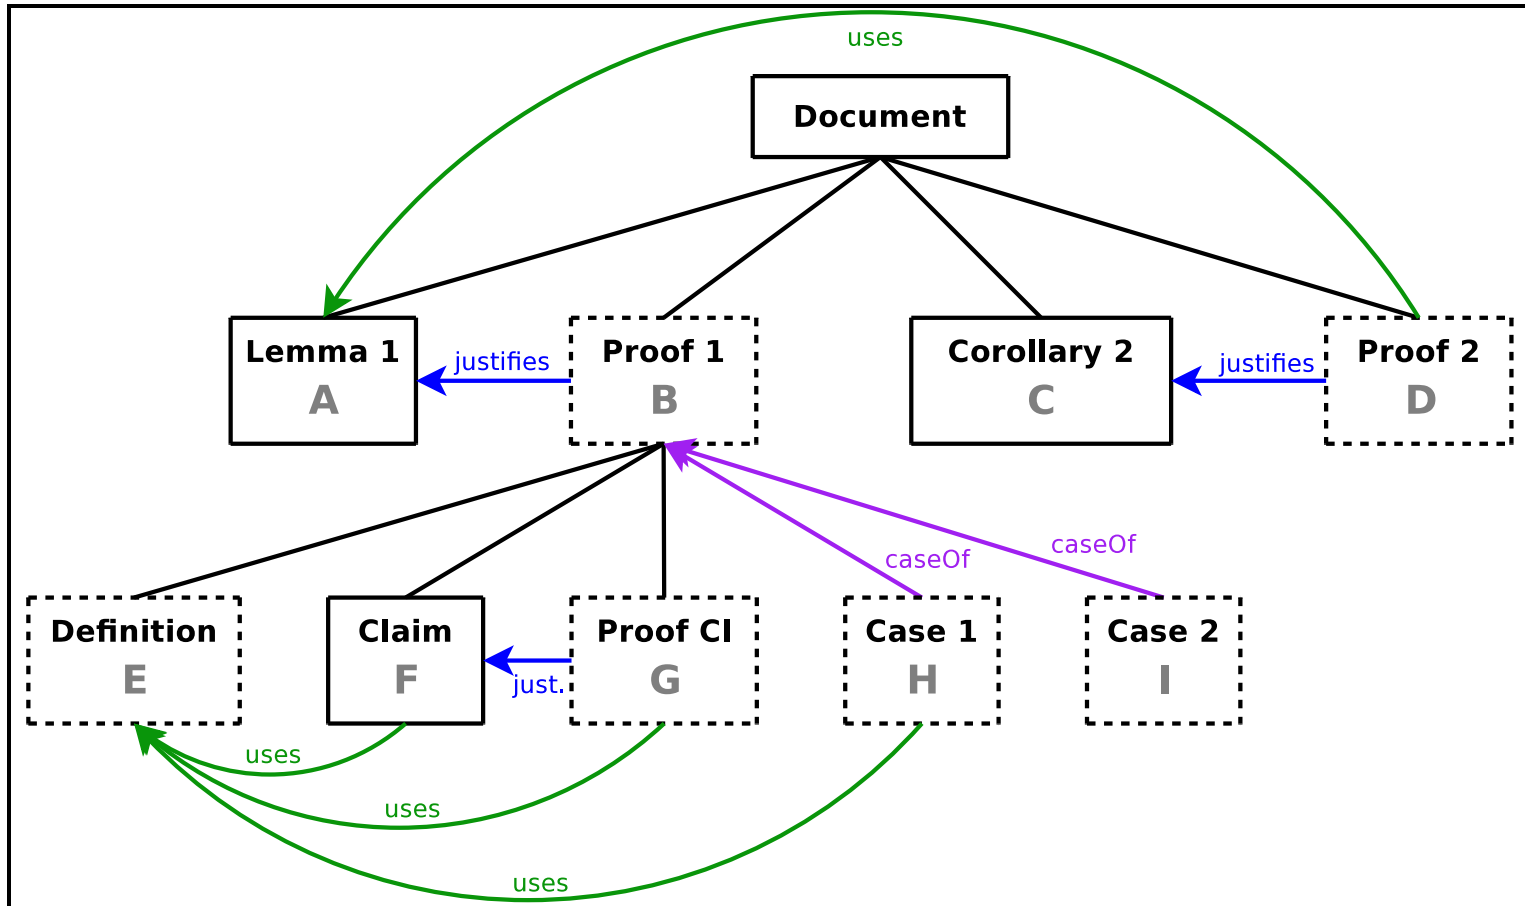 uses
Document
Lemma 1
A
justifies
Proof 1
B
Corollary 2
C
justifies
Proof 2
D
caseOf
caseOf
Definition
E
Claim
F
just.
Proof Cl
G
Case 1
H
Case 2
I
uses
uses
uses